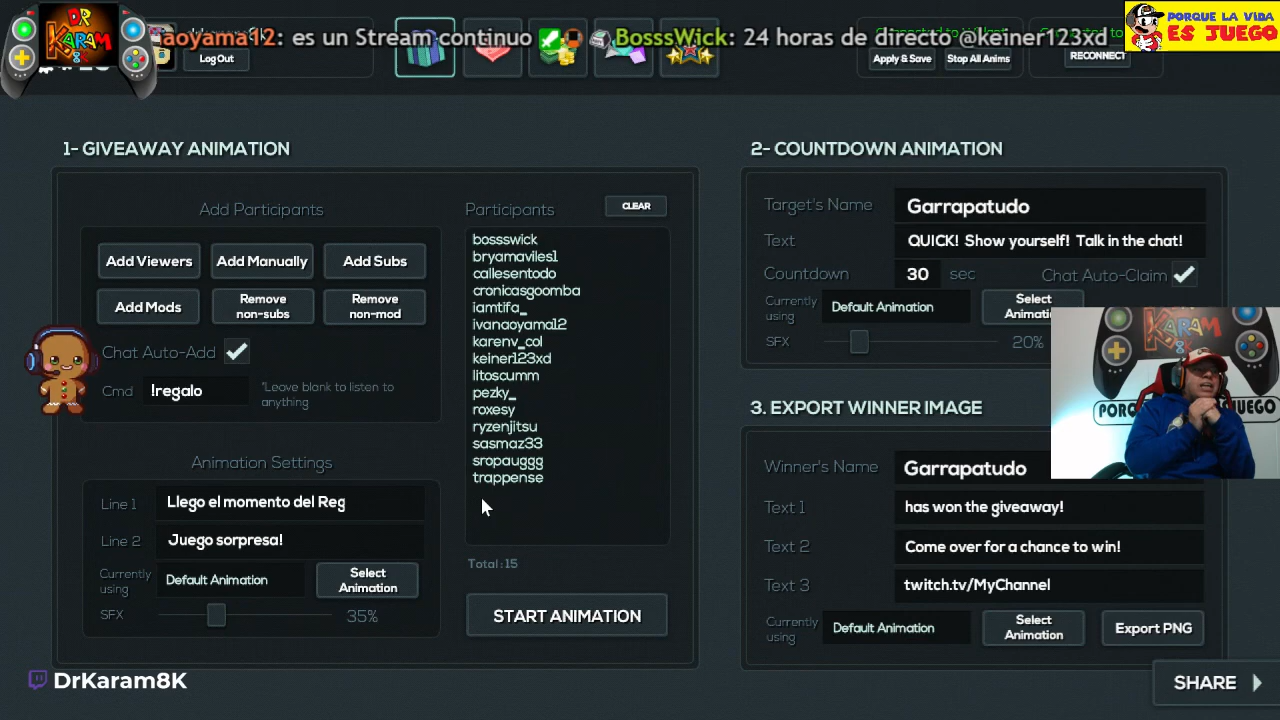 DR
KARAM
8K
aoyama12: es un Stream continuo BosssWick: 24 horas de directo @keiner123xd
PORQUE LA VIDA
ES JUEGO
Log Out
Apply & Save
Stop All Anims
RECONNECT
1- GIVEAWAY ANIMATION
Add Participants
Add Viewers
Add Manually
Add Subs
Add Mods
Remove
non-subs
Remove
non-mod
Chat Auto-Add
Cmd
!regalo
*Leave blank to listen to
anything
Animation Settings
Line 1
Llego el momento del Reg
Line 2
Juego sorpresa!
Currently
using
Default Animation
Select
Animation
SFX
35%
Participants
CLEAR
bossswick
bryamaviles1
callesentodo
cronicasgoomba
iamtifa_
ivanaoyama12
karenv_col
keiner123xd
litoscumm
pezky_
roxesy
ryzenjitsu
sasmaz33
sropauggg
trappense
Total:15
START ANIMATION
2- COUNTDOWN ANIMATION
Target's Name
Garrapatudo
Text
QUICK! Show yourself! Talk in the chat!
Countdown
30
sec
Chat Auto-Claim
Currently
using
Default Animation
Select
SFX
20%
KARAM
JUEGO
3. EXPORT WINNER IMAGE
Winner's Name
Garrapatudo
Text 1
has won the giveaway!
Text 2
Come over for a chance to win!
Text 3
twitch.tv/MyChannel
Currently
using
Default Animation
Select
Animation
Export PNG
DrKaram8K
SHARE